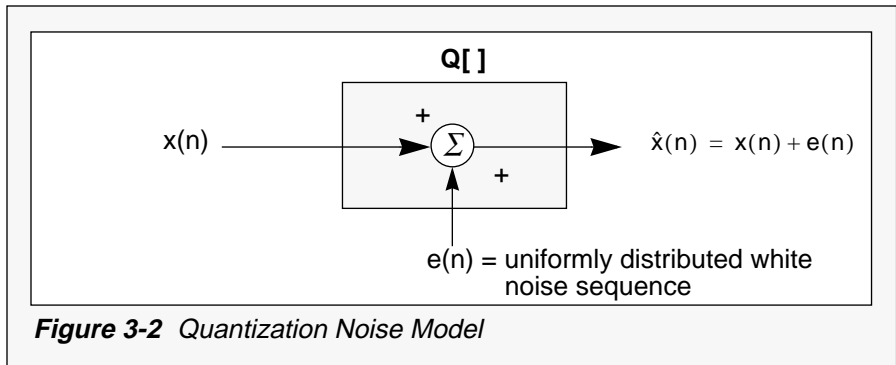 Q[ ]
+
x(n)
Σ
x̂(n) = x(n) + e(n)
+
e(n) = uniformly distributed white
noise sequence
Figure 3-2 Quantization Noise Model